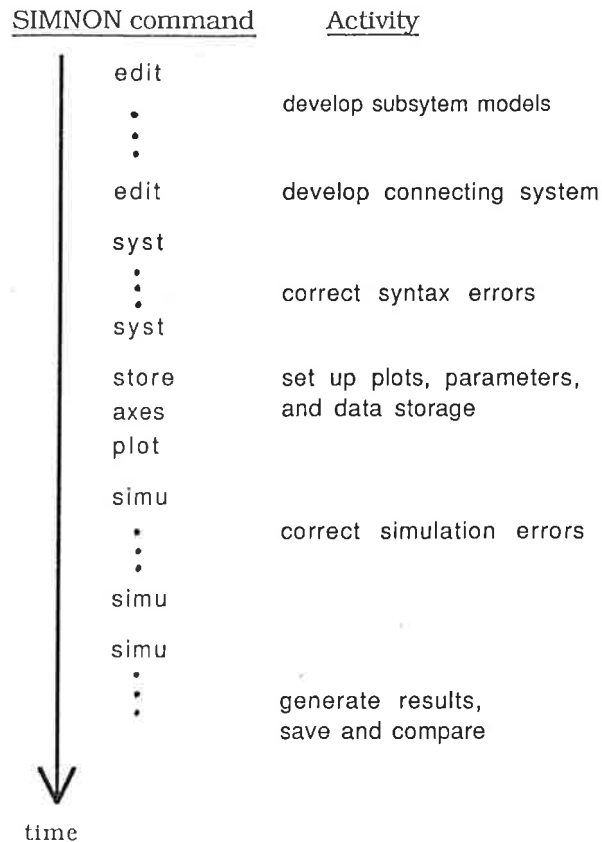 SIMNON command Activity
edit
develop subsytem models
edit develop connecting system
syst
correct syntax errors
syst
store set up plots, parameters,
axes and data storage
plot
simu
correct simulation errors
simu
simu
generate results,
save and compare
time